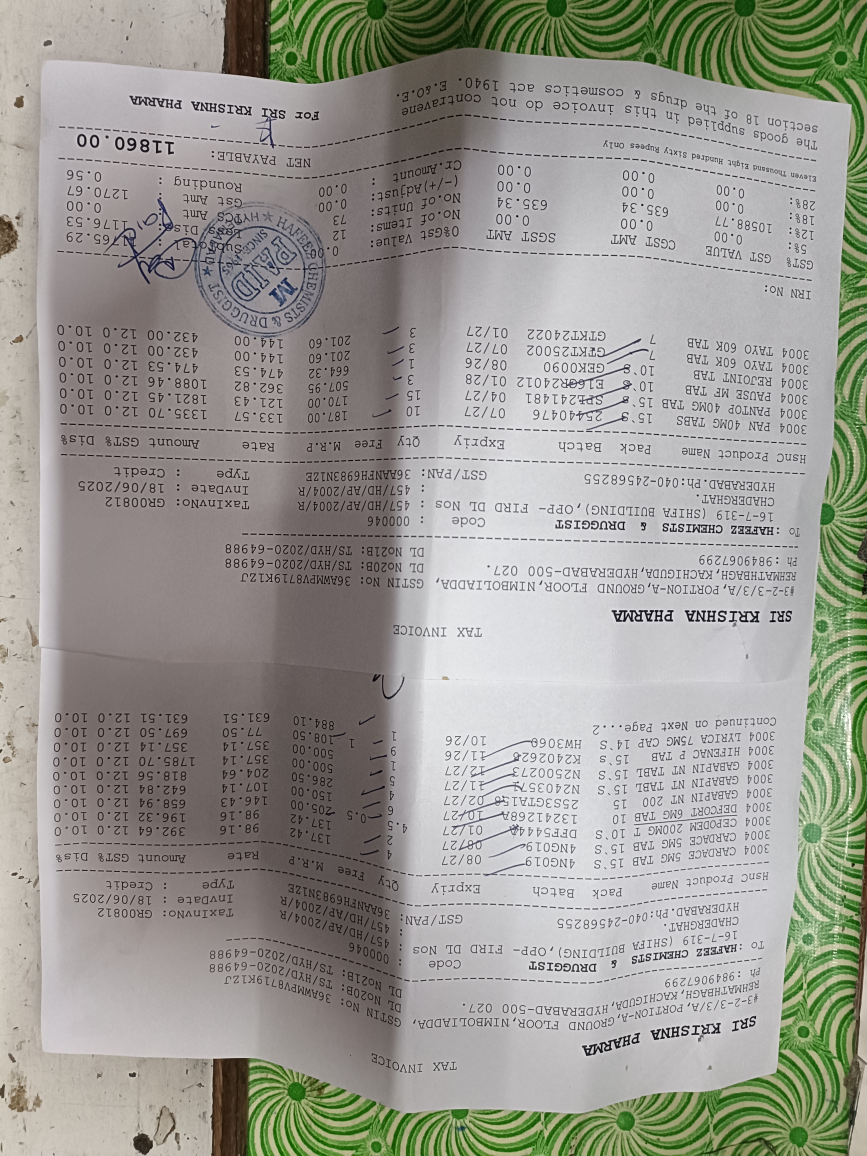 TAX INVOICE
SRI KRISHNA PHARMA
#3-2-3/3/A, PORTION-A, GROUND FLOOR, NIMBOLIADDA, GSTIN No: 36AWMPV8719K1ZJ
REHMATHBAGH, KACHIGUDA, HYDERABAD-500 027. DL No20B: TS/HYD/2020-64988
Ph :9849067299 DL No21B: TS/HYD/2020-64988
To :HAFEEZ CHEMISTS & DRUGGIST Code : 000046
16-7-319 (SHIFA BUILDING), OPP- FIRD DL Nos : 457/HD/AP/2004/R TaxInvNo: GR00812
CHADERGHAT. : 457/HD/AP/2004/R InvDate : 18/06/2025
HYDERABAD. Ph:040-24568255 GST/PAN: 36AANFH6983N1ZE Type : Credit
HsnC Product Name Pack Batch Expriy Qty Free M.R.P Rate Amount GST% Dis%
3004 CARDACE 5MG TAB 15'S 4NG019 08/27 4 137.42 98.16 392.64 12.0 10.0
3004 CARDACE 5MG TAB 15'S 4NG019 08/27 2 137.42 98.16 196.32 12.0 10.0
3004 CEPODEM 200MG T 10'S DEF5444A 01/27 4.5 0.5 205.00 146.43 658.94 12.0 10.0
3004 DEFCORT 6MG TAB 10 13241268A 10/27 6 150.00 107.14 642.84 12.0 10.0
3004 GABAPIN NT 200 15 02/27 4 286.50 204.64 818.56 12.0 10.0
3004 GABAPIN NT TABL 15'S N2403571 11/27 5 500.00 357.14 1785.70 12.0 10.0
3004 GABAPIN NT TABL 15'S N2500273 12/27 1 500.00 357.14 357.14 12.0 10.0
3004 HIFENAC P TAB 15's K2402628 11/26 9 1 108.50 77.50 697.50 12.0 10.0
3004 LYRICA 75MG CAP 14'S HW3060 10/26 1 884.10 631.51 631.51 12.0 10.0
Continued on Next Page...2
TAX INVOICE
SRI KRISHNA PHARMA
#3-2-3/3/A, PORTION-A, GROUND FLOOR, NIMBOLIADDA, GSTIN No: 36AWMPV8719K1ZJ
REHMATHBAGH, KACHIGUDA, HYDERABAD-500 027. DL No20B: TS/HYD/2020-64988
Ph :9849067299 DL No21B: TS/HYD/2020-64988
To :HAFEEZ CHEMISTS & DRUGGIST Code : 000046
16-7-319 (SHIFA BUILDING), OPP- FIRD DL Nos : 457/HD/AP/2004/R TaxInvNo: GR00812
CHADERGHAT. : 457/HD/AP/2004/R InvDate : 18/06/2025
HYDERABAD. Ph:040-24568255 GST/PAN: 36AANFH6983N1ZE Type : Credit
HsnC Product Name Pack Batch Expriy Qty Free M.R.P Rate Amount GST% Dis%
3004 PAN 40MG TABS 15'S 25440476 07/27 10 187.00 133.57 1335.70 12.0 10.0
3004 PANTOP 40MG TAB 15'S SPL241481 04/27 15 170.00 121.43 1821.45 12.0 10.0
3004 PAUSE MF TAB 10'S 01/28 3 507.95 362.82 1088.46 12.0 10.0
3004 REJOINT TAB 10'S GEK0090 08/26 1 664.32 474.53 474.53 12.0 10.0
3004 TAYO 60K TAB 7 GTKT25002 07/27 3 201.60 144.00 432.00 12.0 10.0
3004 TAYO 60K TAB 7 GTKT24022 01/27 3 201.60 144.00 432.00 12.0 10.0
IRN No:
GST% GST VALUE CGST AMT SGST AMT 0%Gst Value: 0.00 Subtotal : 11765.29
5%: 0.00 0.00 0.00 No.of Items: 12 Less Disc : 1176.53
12%: 10588.77 635.34 635.34 No.of Units: 73 Pcs Amt : 0.00
18%: 0.00 0.00 0.00 (-/+)Adjust: 0.00 Gst Amt : 1270.67
28%: 0.00 0.00 0.00 Cr.Amount : 0.00 Rounding : 0.56
Eleven Thousand Eight Hundred Sixty Rupees Only NET PAYABLE: 11860.00
The goods supplied in this invoice do not contravene
section 18 of the drugs & cosmetics act 1940. E.&O.E. For SRI KRISHNA PHARMA
HAFEEZ CHEMISTS & DRUGGIST
M
PAID
Paid